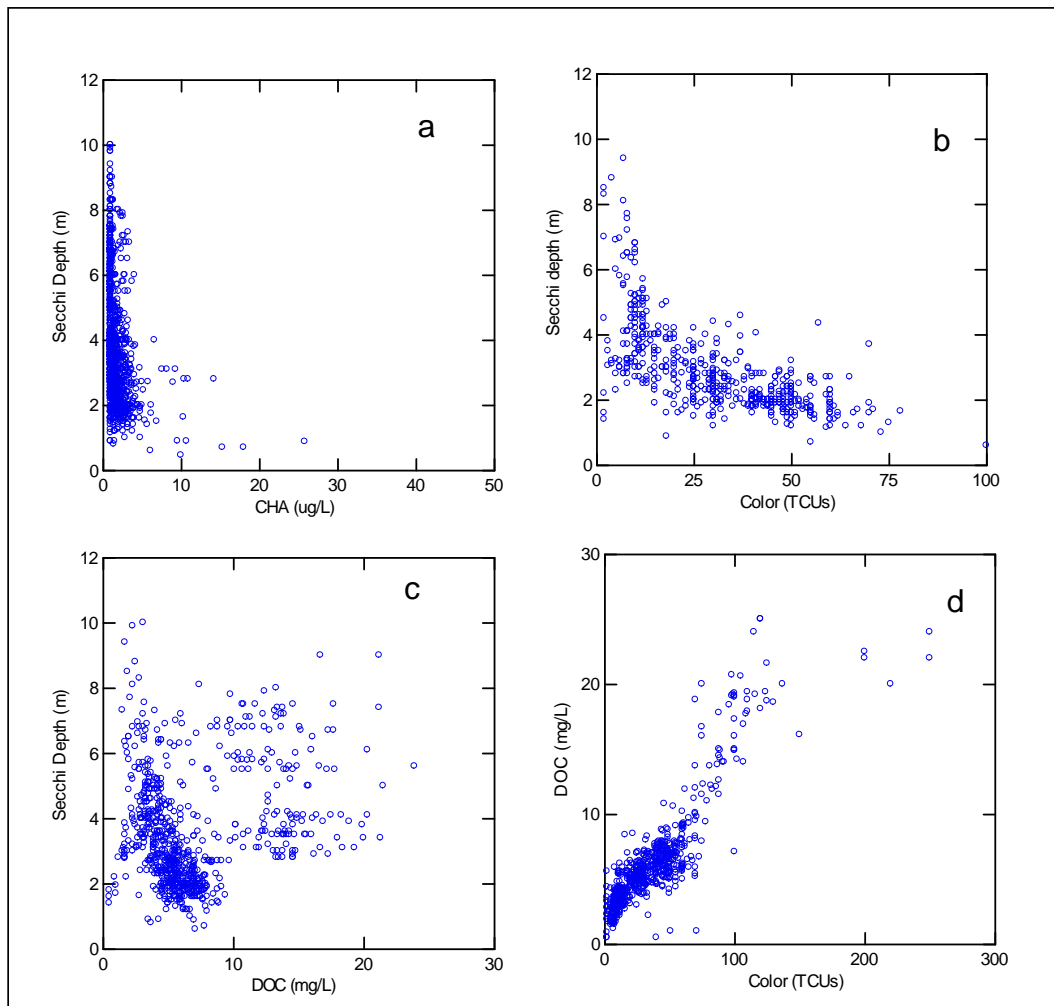 a
12
10
8
6
4
2
0
Secchi Depth (m)
0 10 20 30 40 50
CHA (ug/L)
b
12
10
8
6
4
2
0
Secchi depth (m)
0 25 50 75 100
Color (TCUs)
c
12
10
8
6
4
2
0
Secchi Depth (m)
0 10 20 30
DOC (mg/L)
d
30
20
10
0
DOC (mg/L)
0 100 200 300
Color (TCUs)